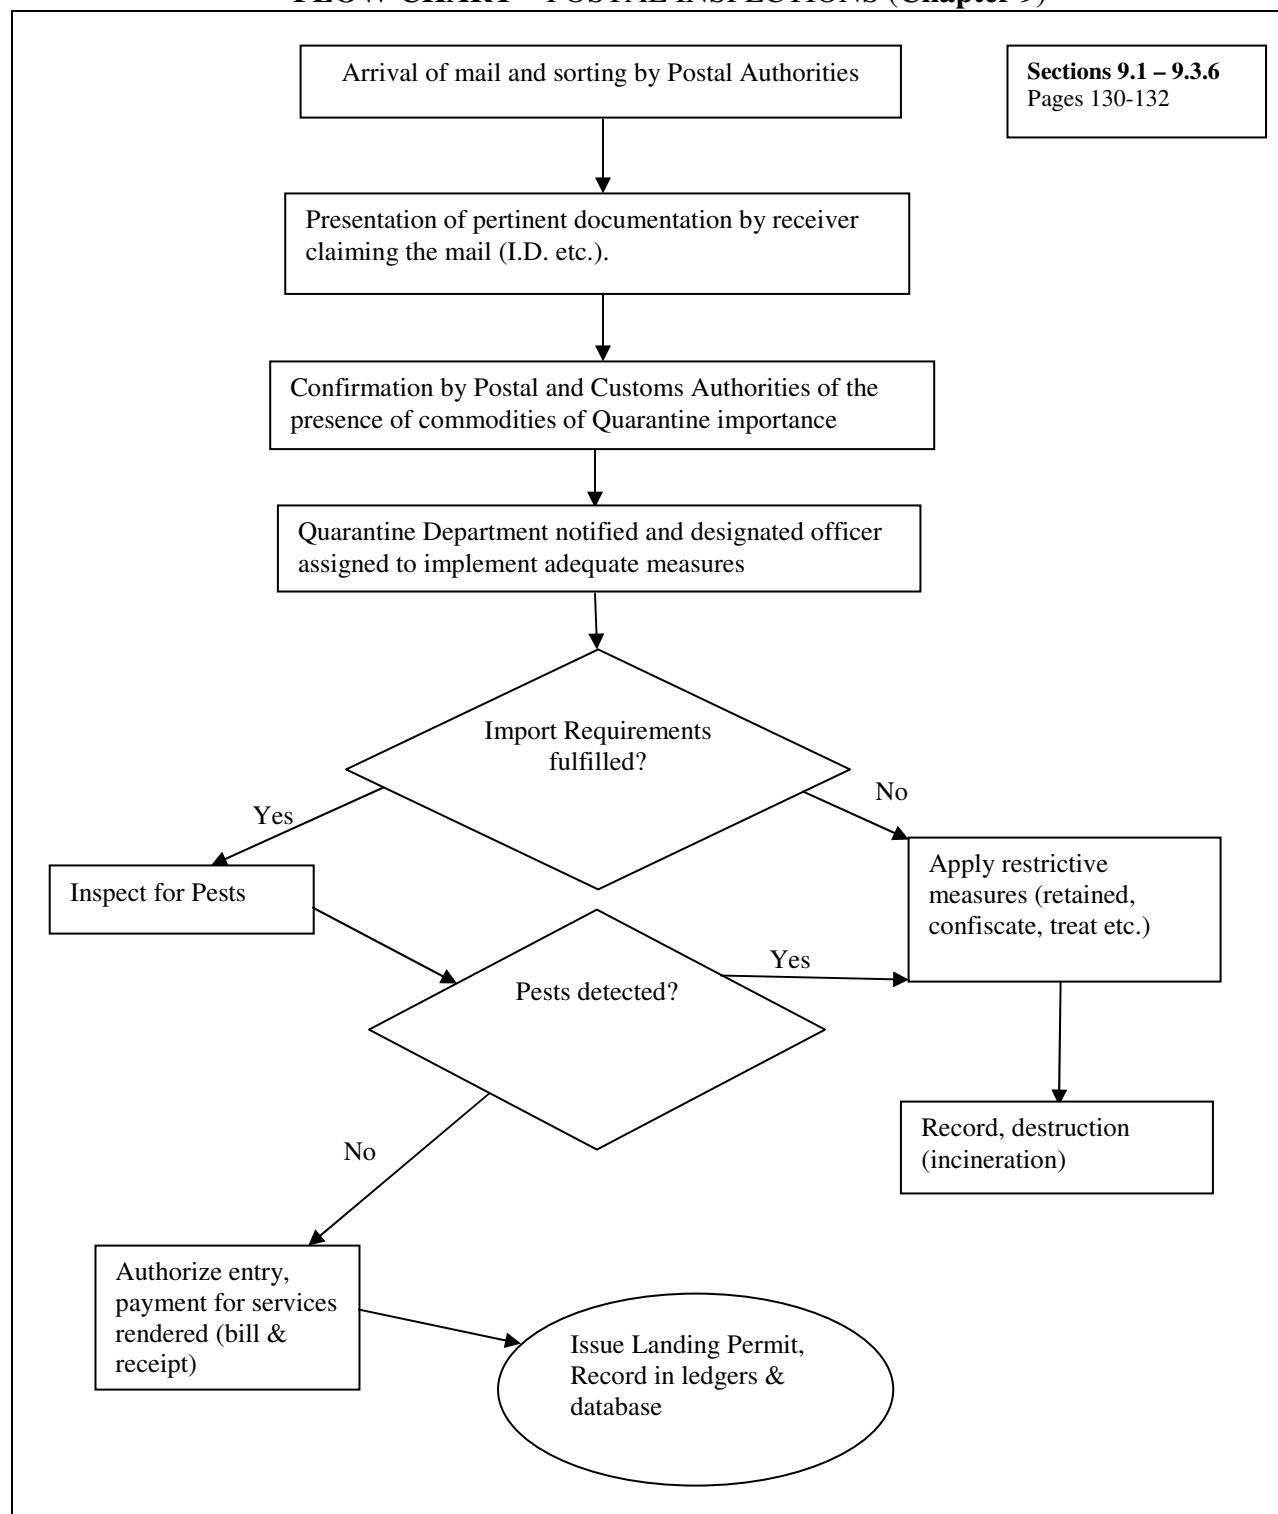 FLOW CHART – POSTAL INSPECTIONS (Chapter 9)
Arrival of mail and sorting by Postal Authorities
Sections 9.1 – 9.3.6
Pages 130-132
Presentation of pertinent documentation by receiver
claiming the mail (I.D. etc.).
Confirmation by Postal and Customs Authorities of the
presence of commodities of Quarantine importance
Quarantine Department notified and designated officer
assigned to implement adequate measures
Import Requirements
fulfilled?
Yes
No
Inspect for Pests
Apply restrictive
measures (retained,
confiscate, treat etc.)
Pests detected?
Yes
No
Record, destruction
(incineration)
Authorize entry,
payment for services
rendered (bill &
receipt)
Issue Landing Permit,
Record in ledgers &
database